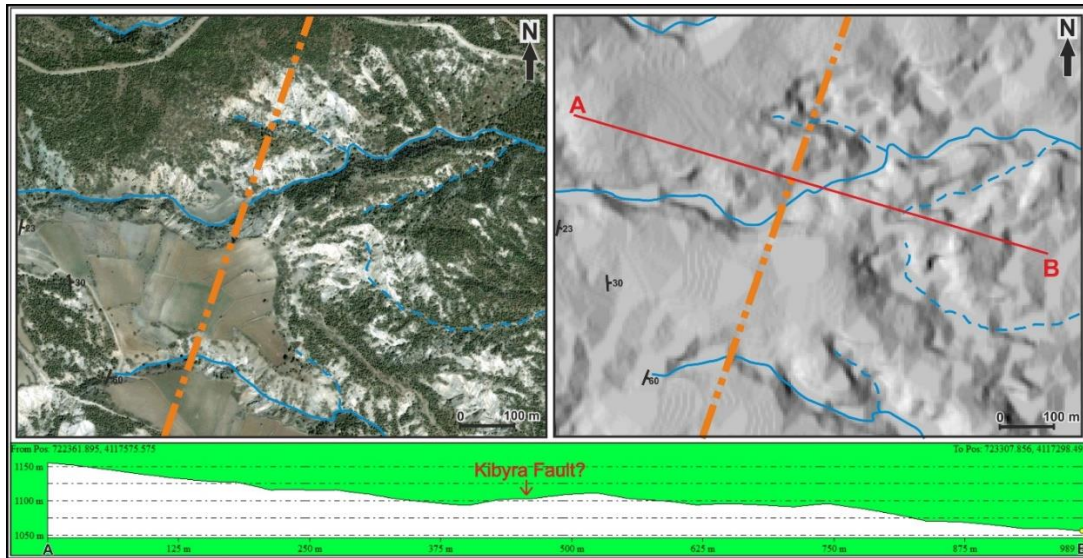 N
23
30
60
0 100 m
N
A
B
23
30
60
0 100 m
From Pos: 722361.895, 4117575.575
To Pos: 723307.856, 4117298.49
Kibyra Fault?
1150 m
1100 m
1050 m
A
125 m
250 m
375 m
500 m
625 m
750 m
875 m
989